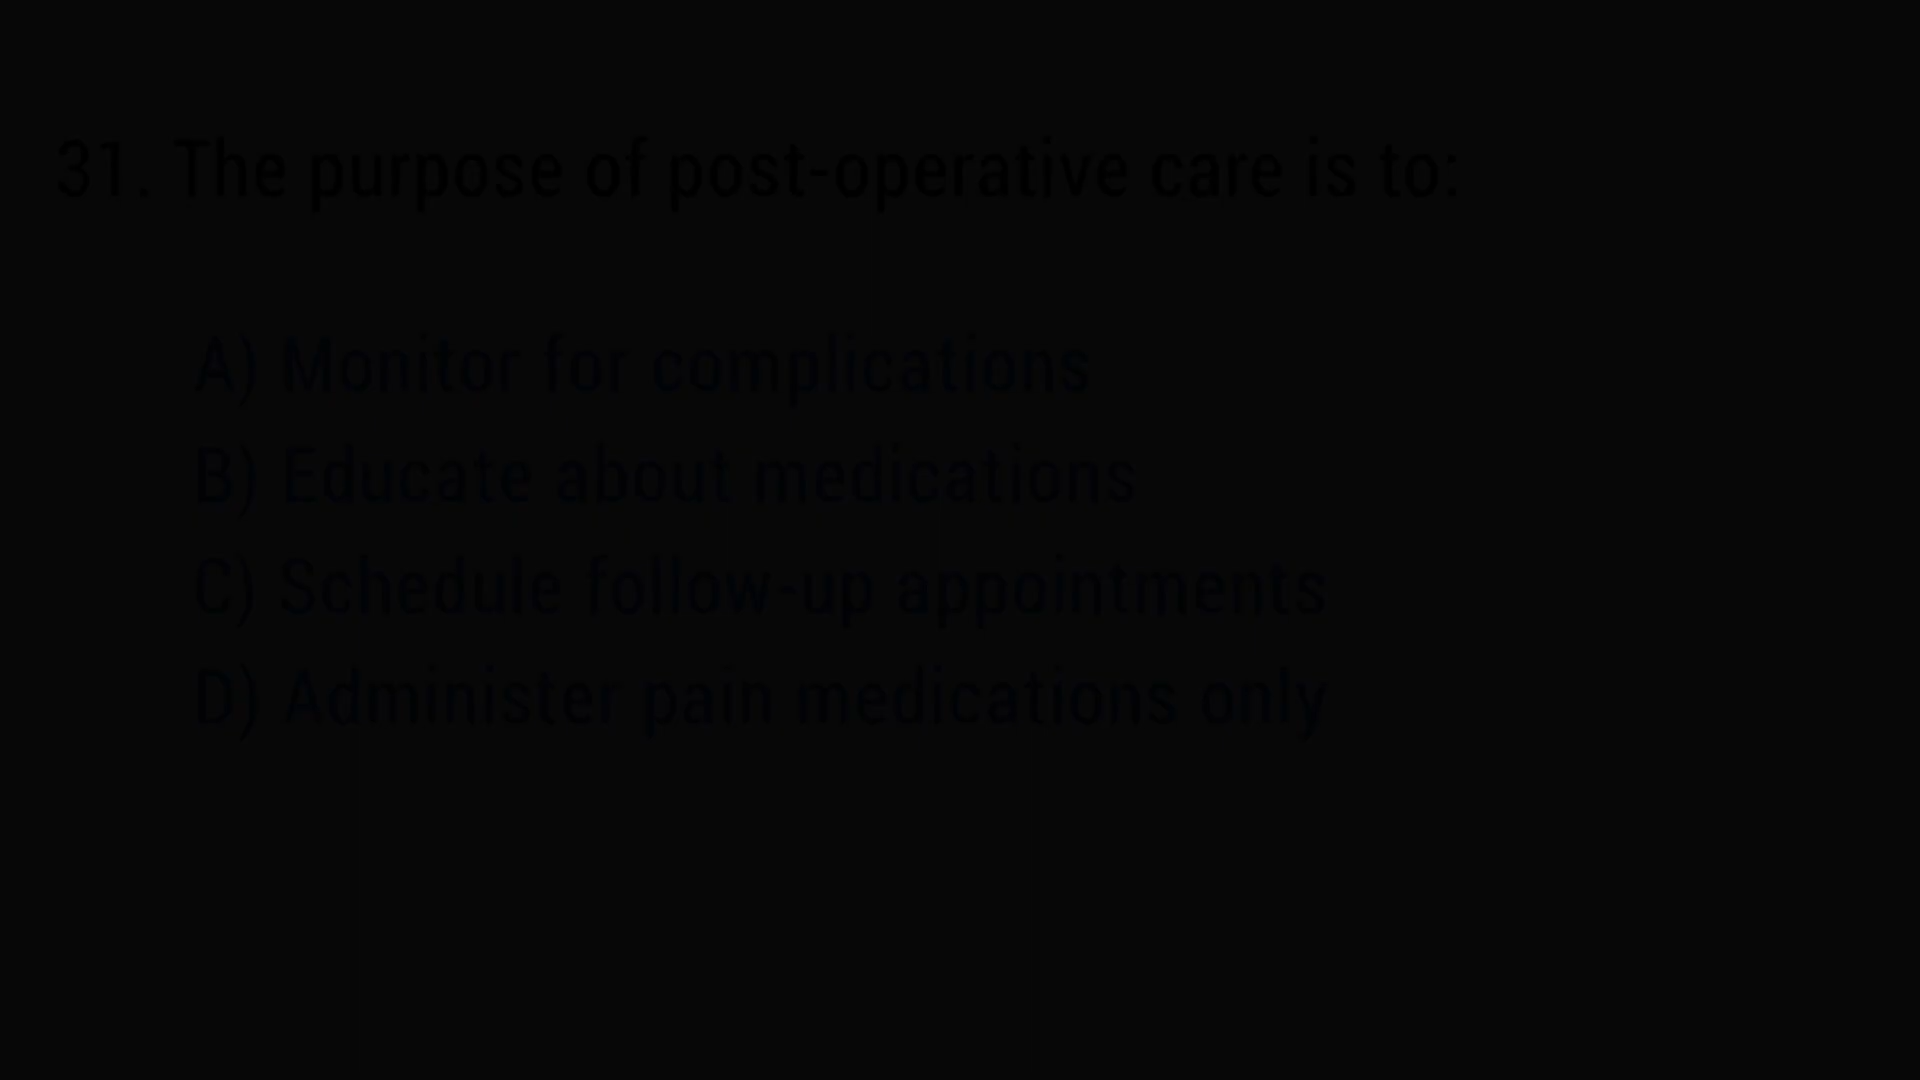 31. The purpose of post-operative care is to:
A) Monitor for complications
B) Educate about medications
C) Schedule follow-up appointments
D) Administer pain medications only